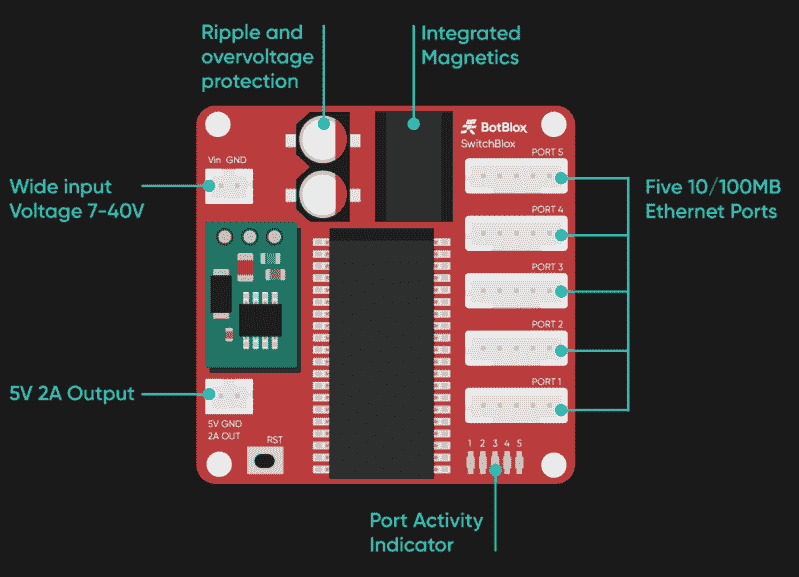 Ripple and
overvoltage
protection
Integrated
Magnetics
BotBlox
SwitchBlox
PORT 5
Vin GND
Wide input
Voltage 7-40V
Five 10/100MB
Ethernet Ports
PORT 4
PORT 3
PORT 2
PORT 1
5V 2A Output
5V GND
2A OUT
RST
1 2 3 4 5
Port Activity
Indicator